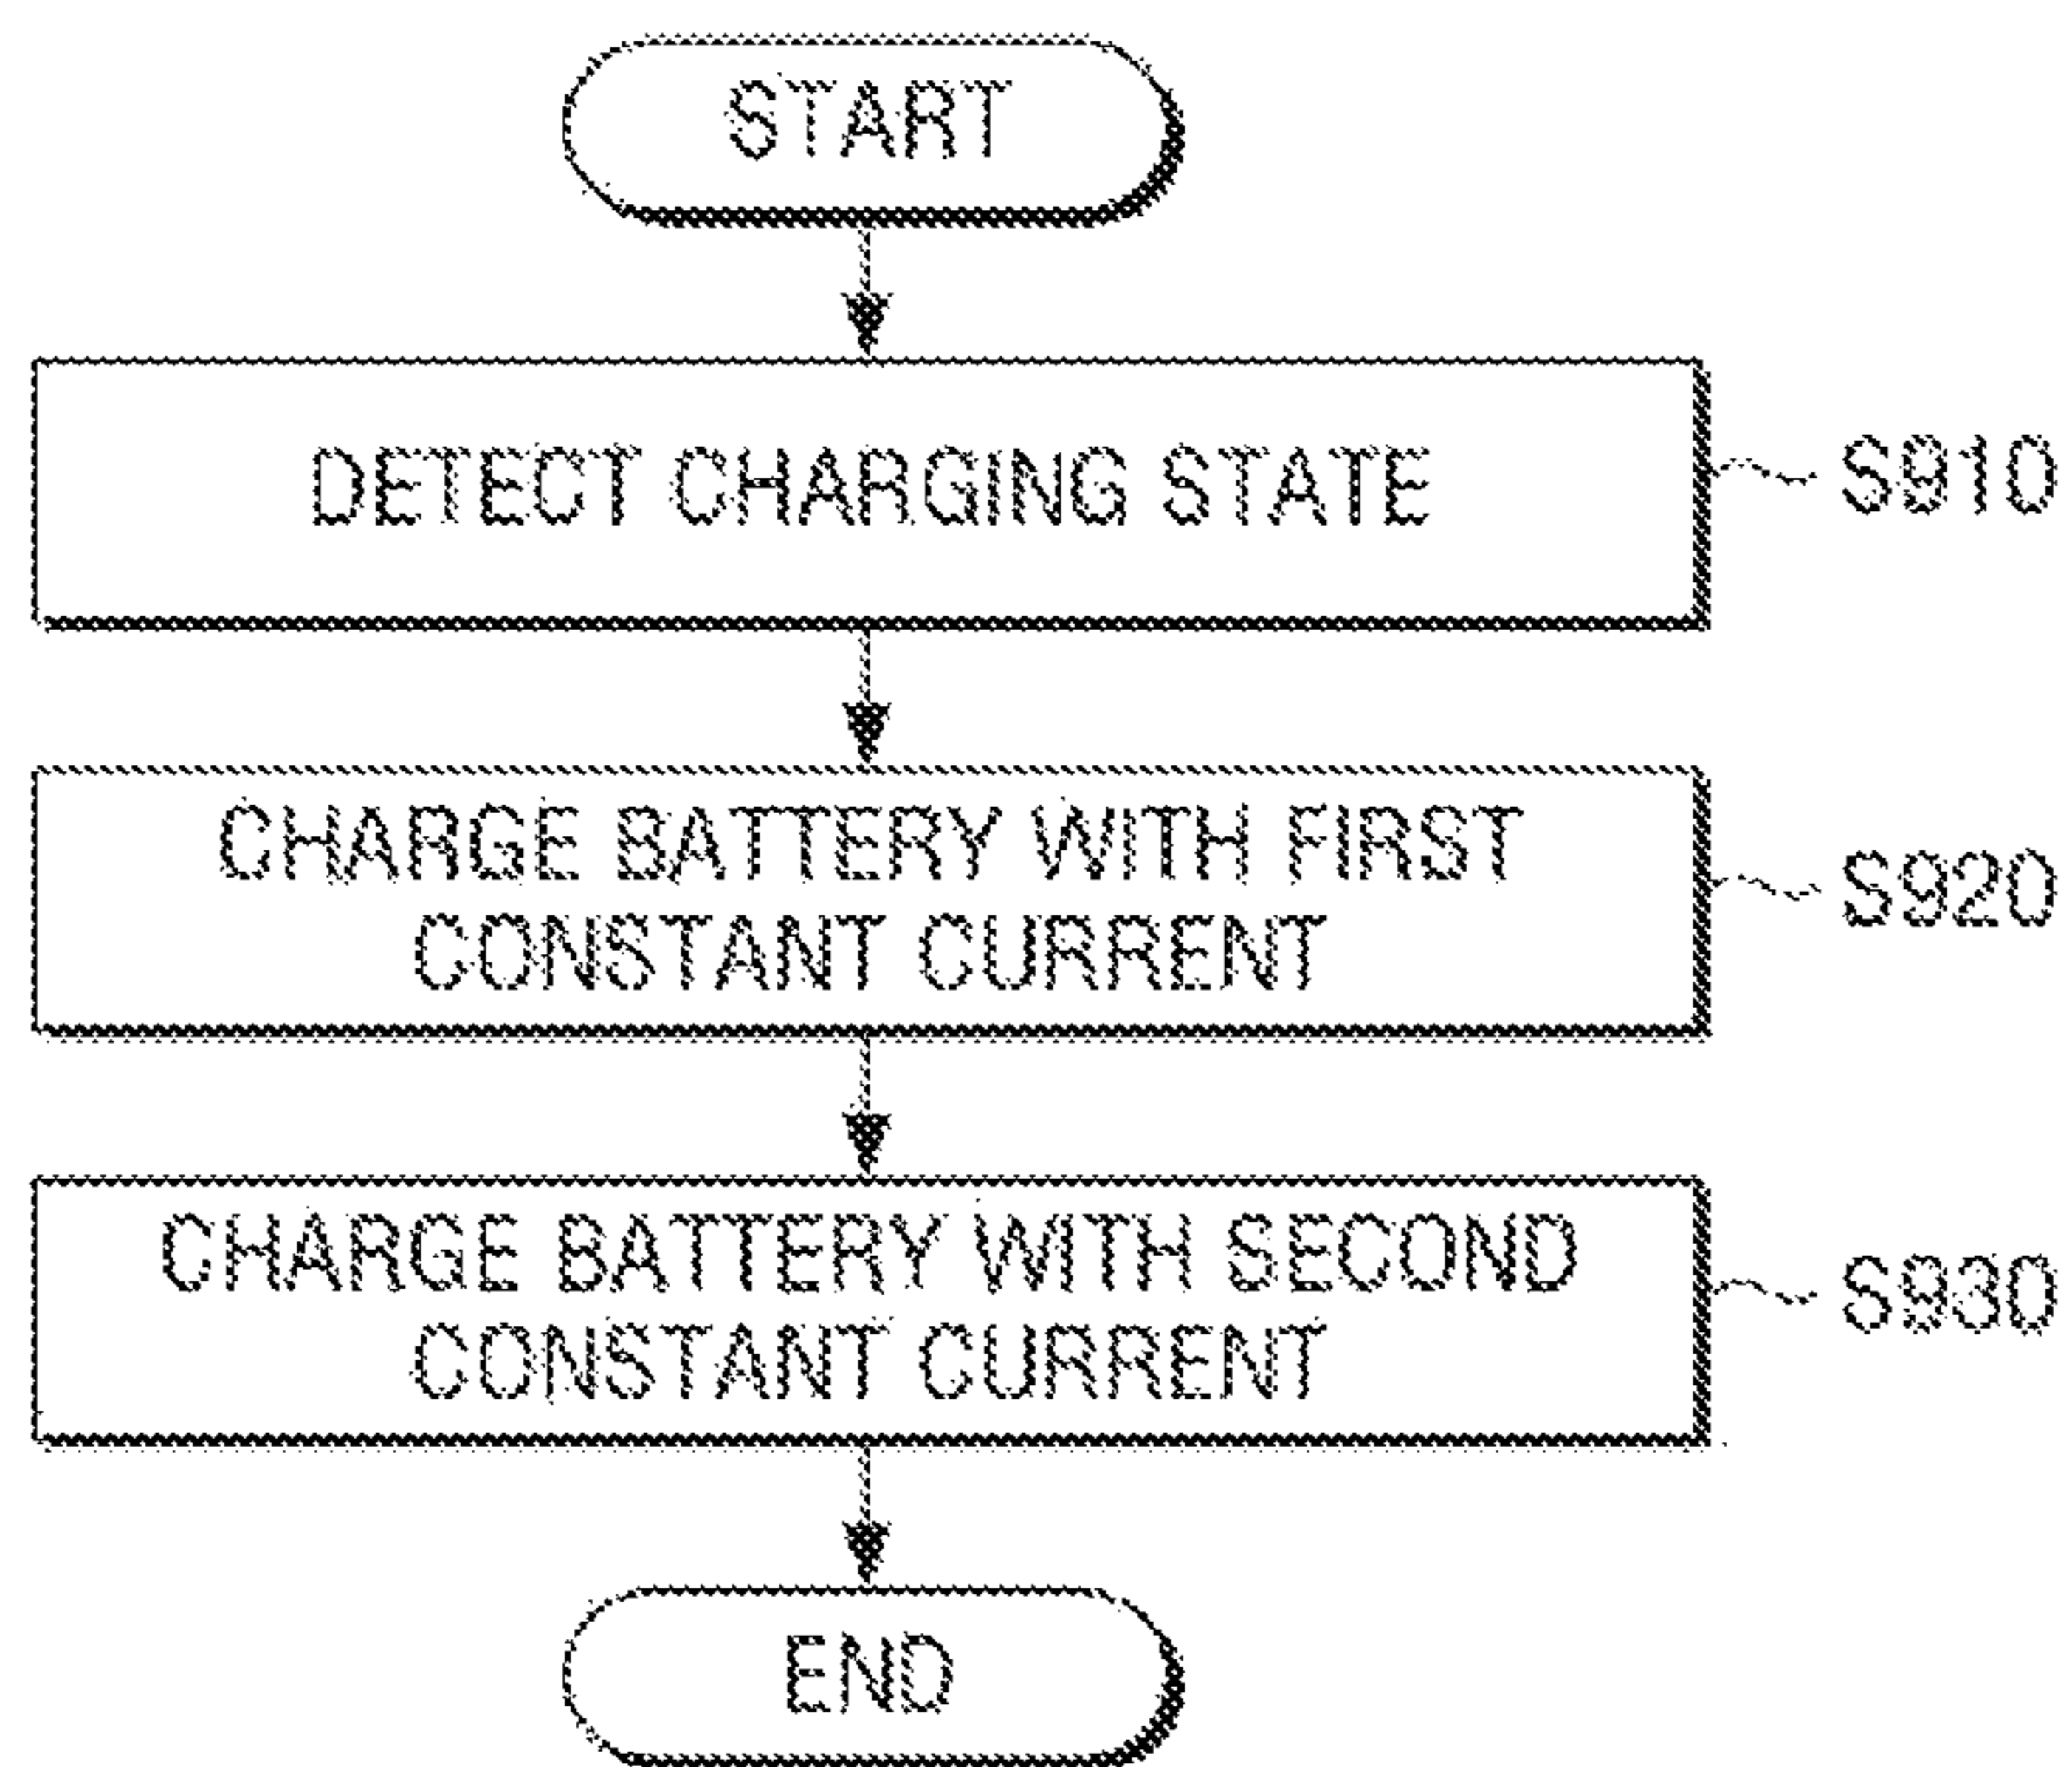 START
DETECT CHARGING STATE
S910
CHARGE BATTERY WITH FIRST
CONSTANT CURRENT
S920
CHARGE BATTERY WITH SECOND
CONSTANT CURRENT
S930
END